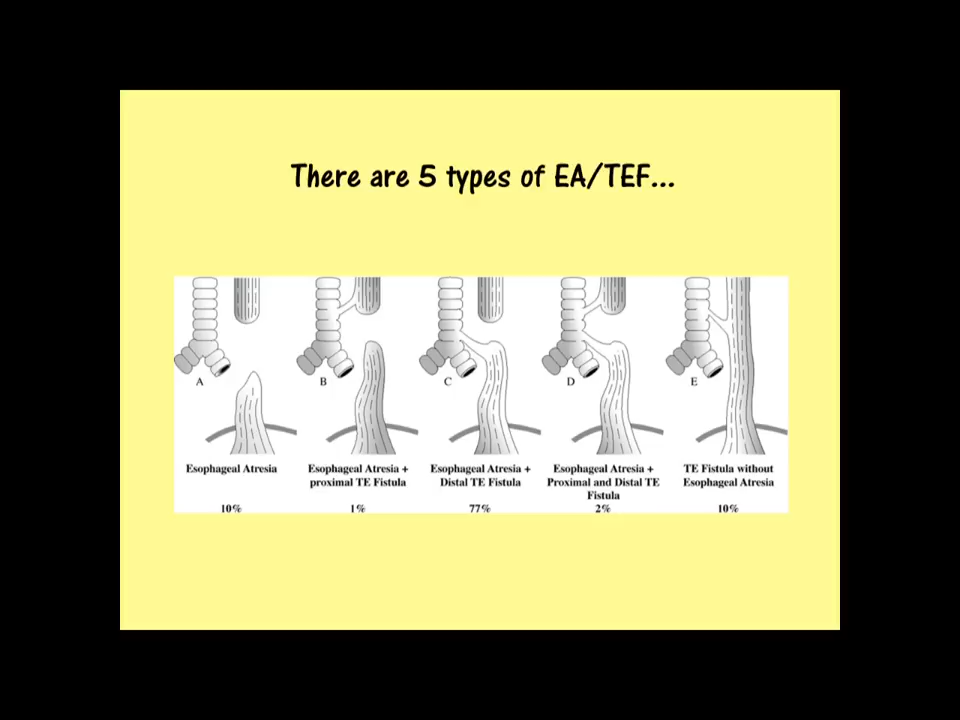 There are 5 types of EA/TEF...
A
B
C
D
E
Esophageal Atresia
10%
Esophageal Atresia +
proximal TE Fistula
1%
Esophageal Atresia +
Distal TE Fistula
77%
Esophageal Atresia +
Proximal and Distal TE
Fistula
2%
TE Fistula without
Esophageal Atresia
10%